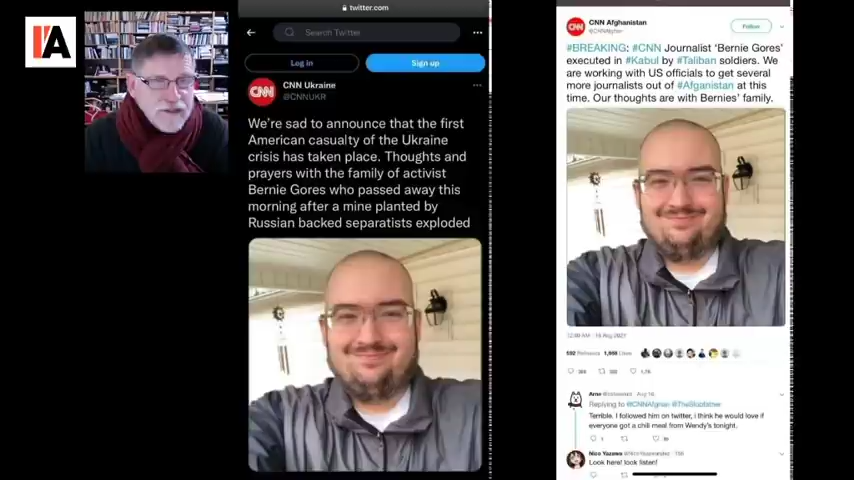 IA
twitter.com
Search Twitter
Log in
Sign up
CNN
CNN Ukraine
@CNNUKR
We're sad to announce that the first
American casualty of the Ukraine
crisis has taken place. Thoughts and
prayers with the family of activist
Bernie Gores who passed away this
morning after a mine planted by
Russian backed separatists exploded
CNN
CNN Afghanistan
Follow
#BREAKING: #CNN Journalist 'Bernie Gores'
executed in #Kabul by #Taliban soldiers. We
are working with US officials to get several
more journalists out of #Afganistan at this
time. Our thoughts are with Bernies' family.
Replying to
Terrible. I followed him on twitter, i think he would love if
everyone got a chili meal from Wendy's tonight.
Look here! look listen!